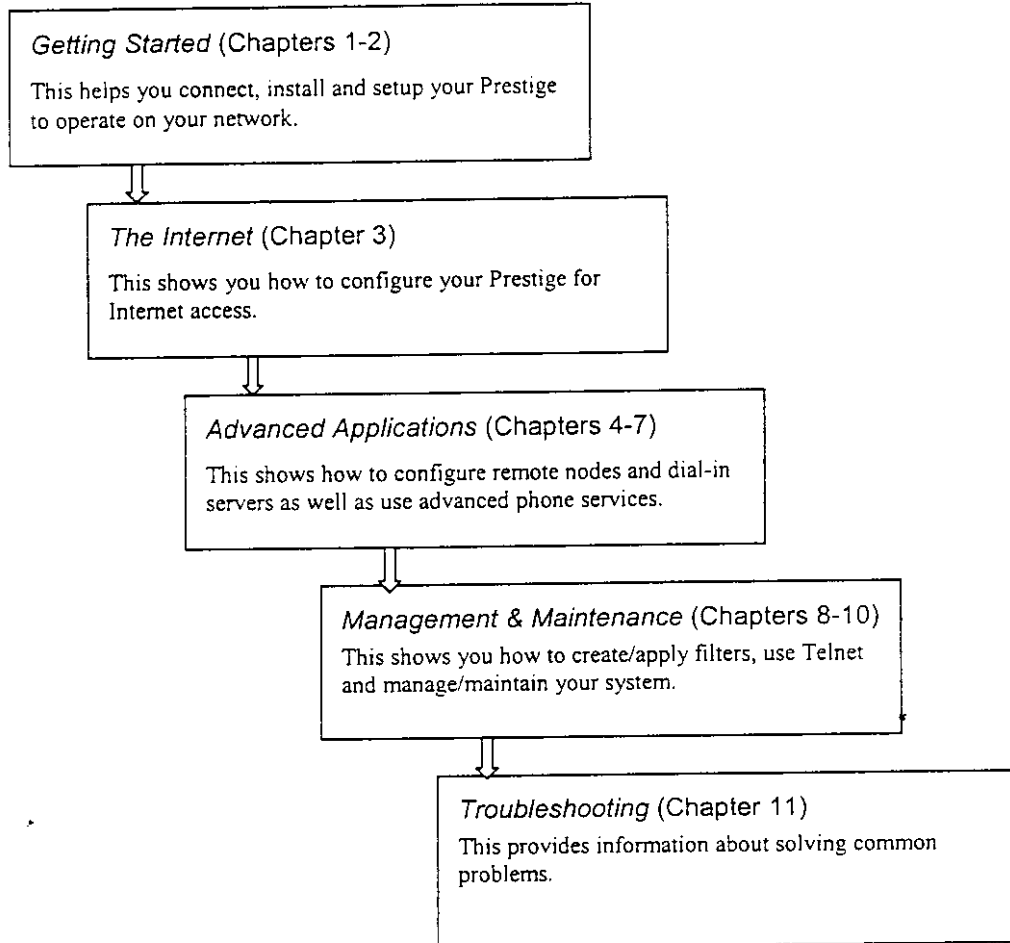 Getting Started (Chapters 1-2)
This helps you connect, install and setup your Prestige
to operate on your network.
The Internet (Chapter 3)
This shows you how to configure your Prestige for
Internet access.
Advanced Applications (Chapters 4-7)
This shows how to configure remote nodes and dial-in
servers as well as use advanced phone services.
Management & Maintenance (Chapters 8-10)
This shows you how to create/apply filters, use Telnet
and manage/maintain your system.
Troubleshooting (Chapter 11)
This provides information about solving common
problems.